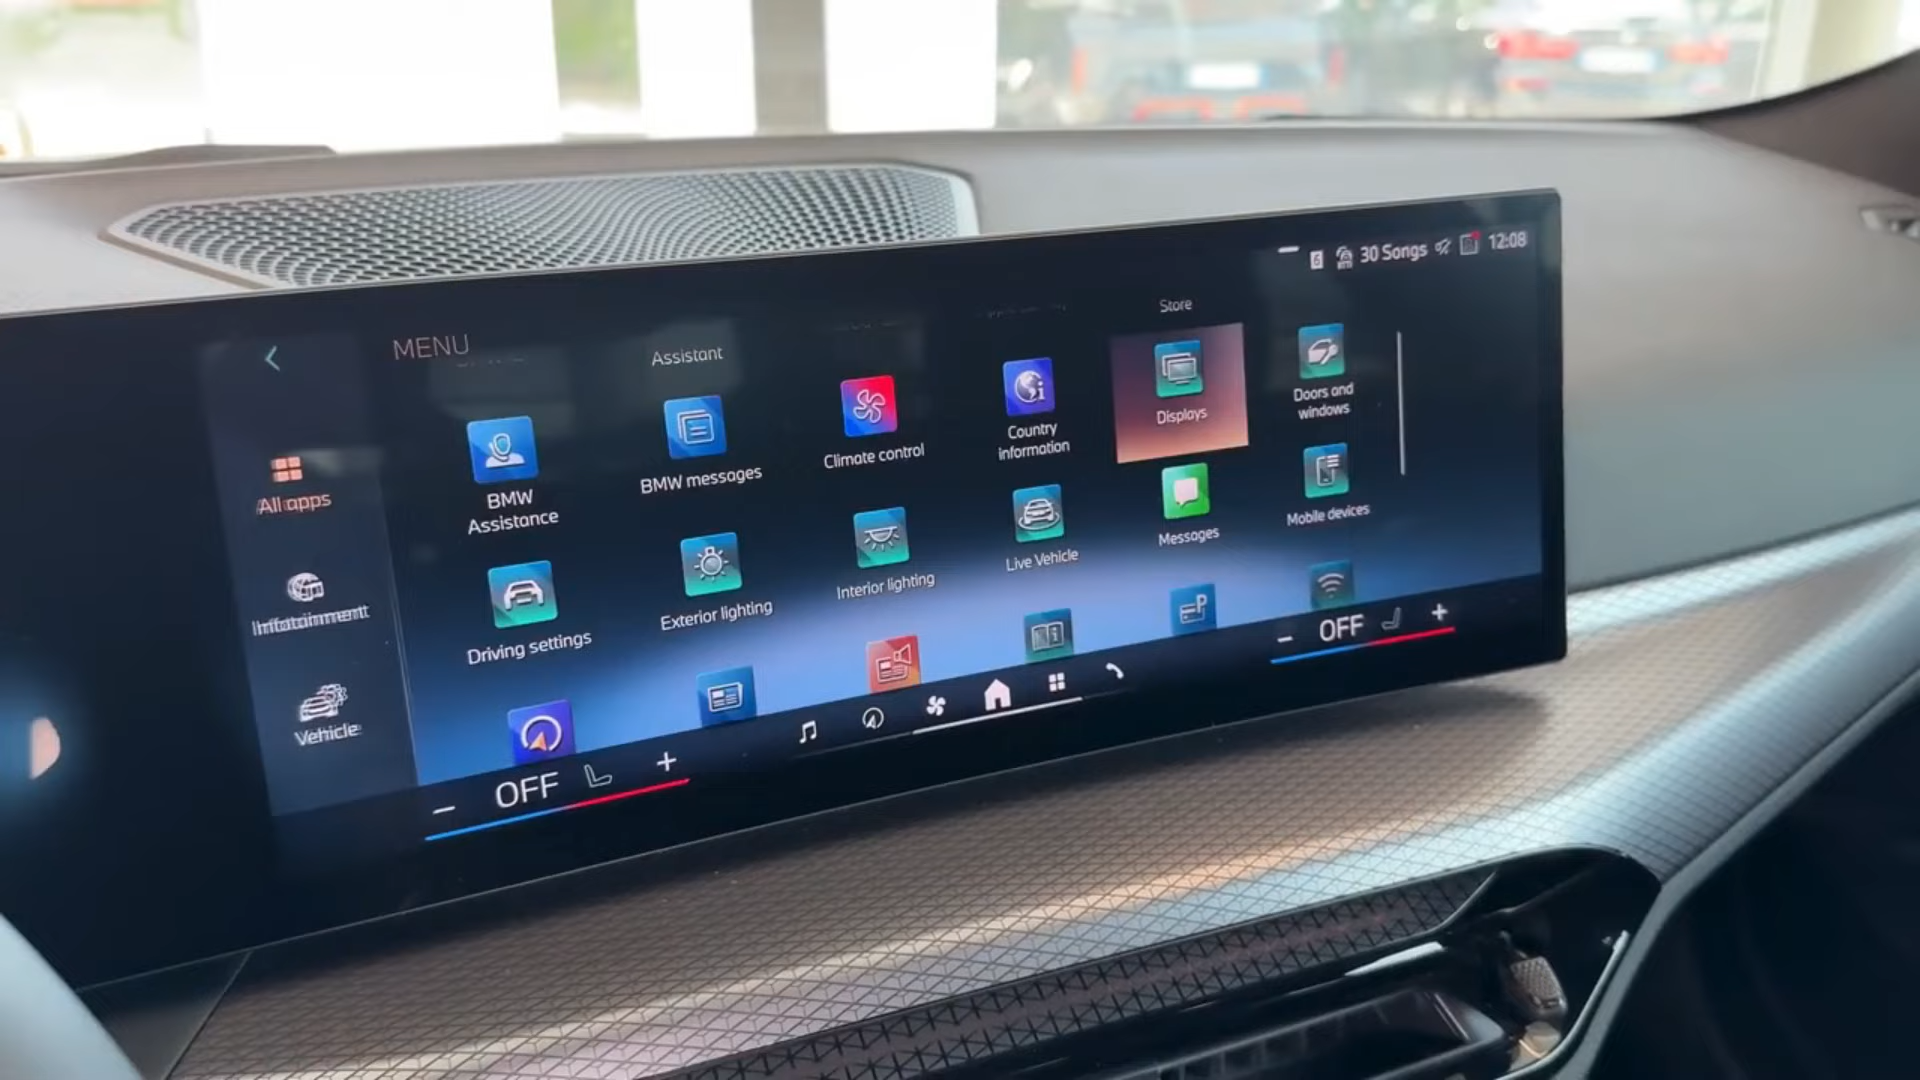 6 30 Songs 12:08
MENU
Assistant
Store
All apps
Infotainment
Vehicle
BMW
Assistance
BMW messages
Climate control
Country
information
Displays
Doors and
windows
Driving settings
Exterior lighting
Interior lighting
Live Vehicle
Messages
Mobile devices
P
- OFF +
- OFF +